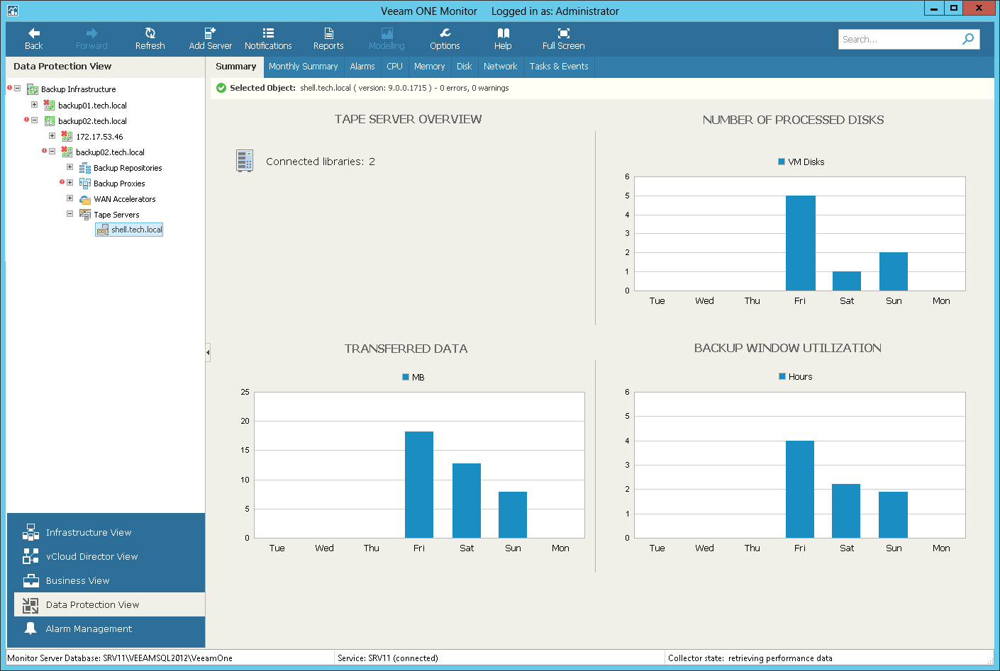 Veeam ONE Monitor Logged in as: Administrator
Back Forward Refresh Add Server Notifications Reports Modelling Options Help Full Screen Search...
Data Protection View
Summary Monthly Summary Alarms CPU Memory Disk Network Tasks & Events
Selected Object: shell.tech.local ( version: 9.0.0.1715 ) - 0 errors, 0 warnings
Backup Infrastructure
backup01.tech.local
backup02.tech.local
172.17.53.46
backup02.tech.local
Backup Repositories
Backup Proxies
WAN Accelerators
Tape Servers
shell.tech.local
TAPE SERVER OVERVIEW
Connected libraries: 2
NUMBER OF PROCESSED DISKS
VM Disks
6
5
4
3
2
1
0
Tue Wed Thu Fri Sat Sun Mon
TRANSFERRED DATA
MB
25
20
15
10
5
0
Tue Wed Thu Fri Sat Sun Mon
BACKUP WINDOW UTILIZATION
Hours
6
5
4
3
2
1
0
Tue Wed Thu Fri Sat Sun Mon
Infrastructure View
vCloud Director View
Business View
Data Protection View
Alarm Management
Monitor Server Database: SRV11\VEEAMSQL2012\VeeamOne Service: SRV11 (connected) Collector state: retrieving performance data